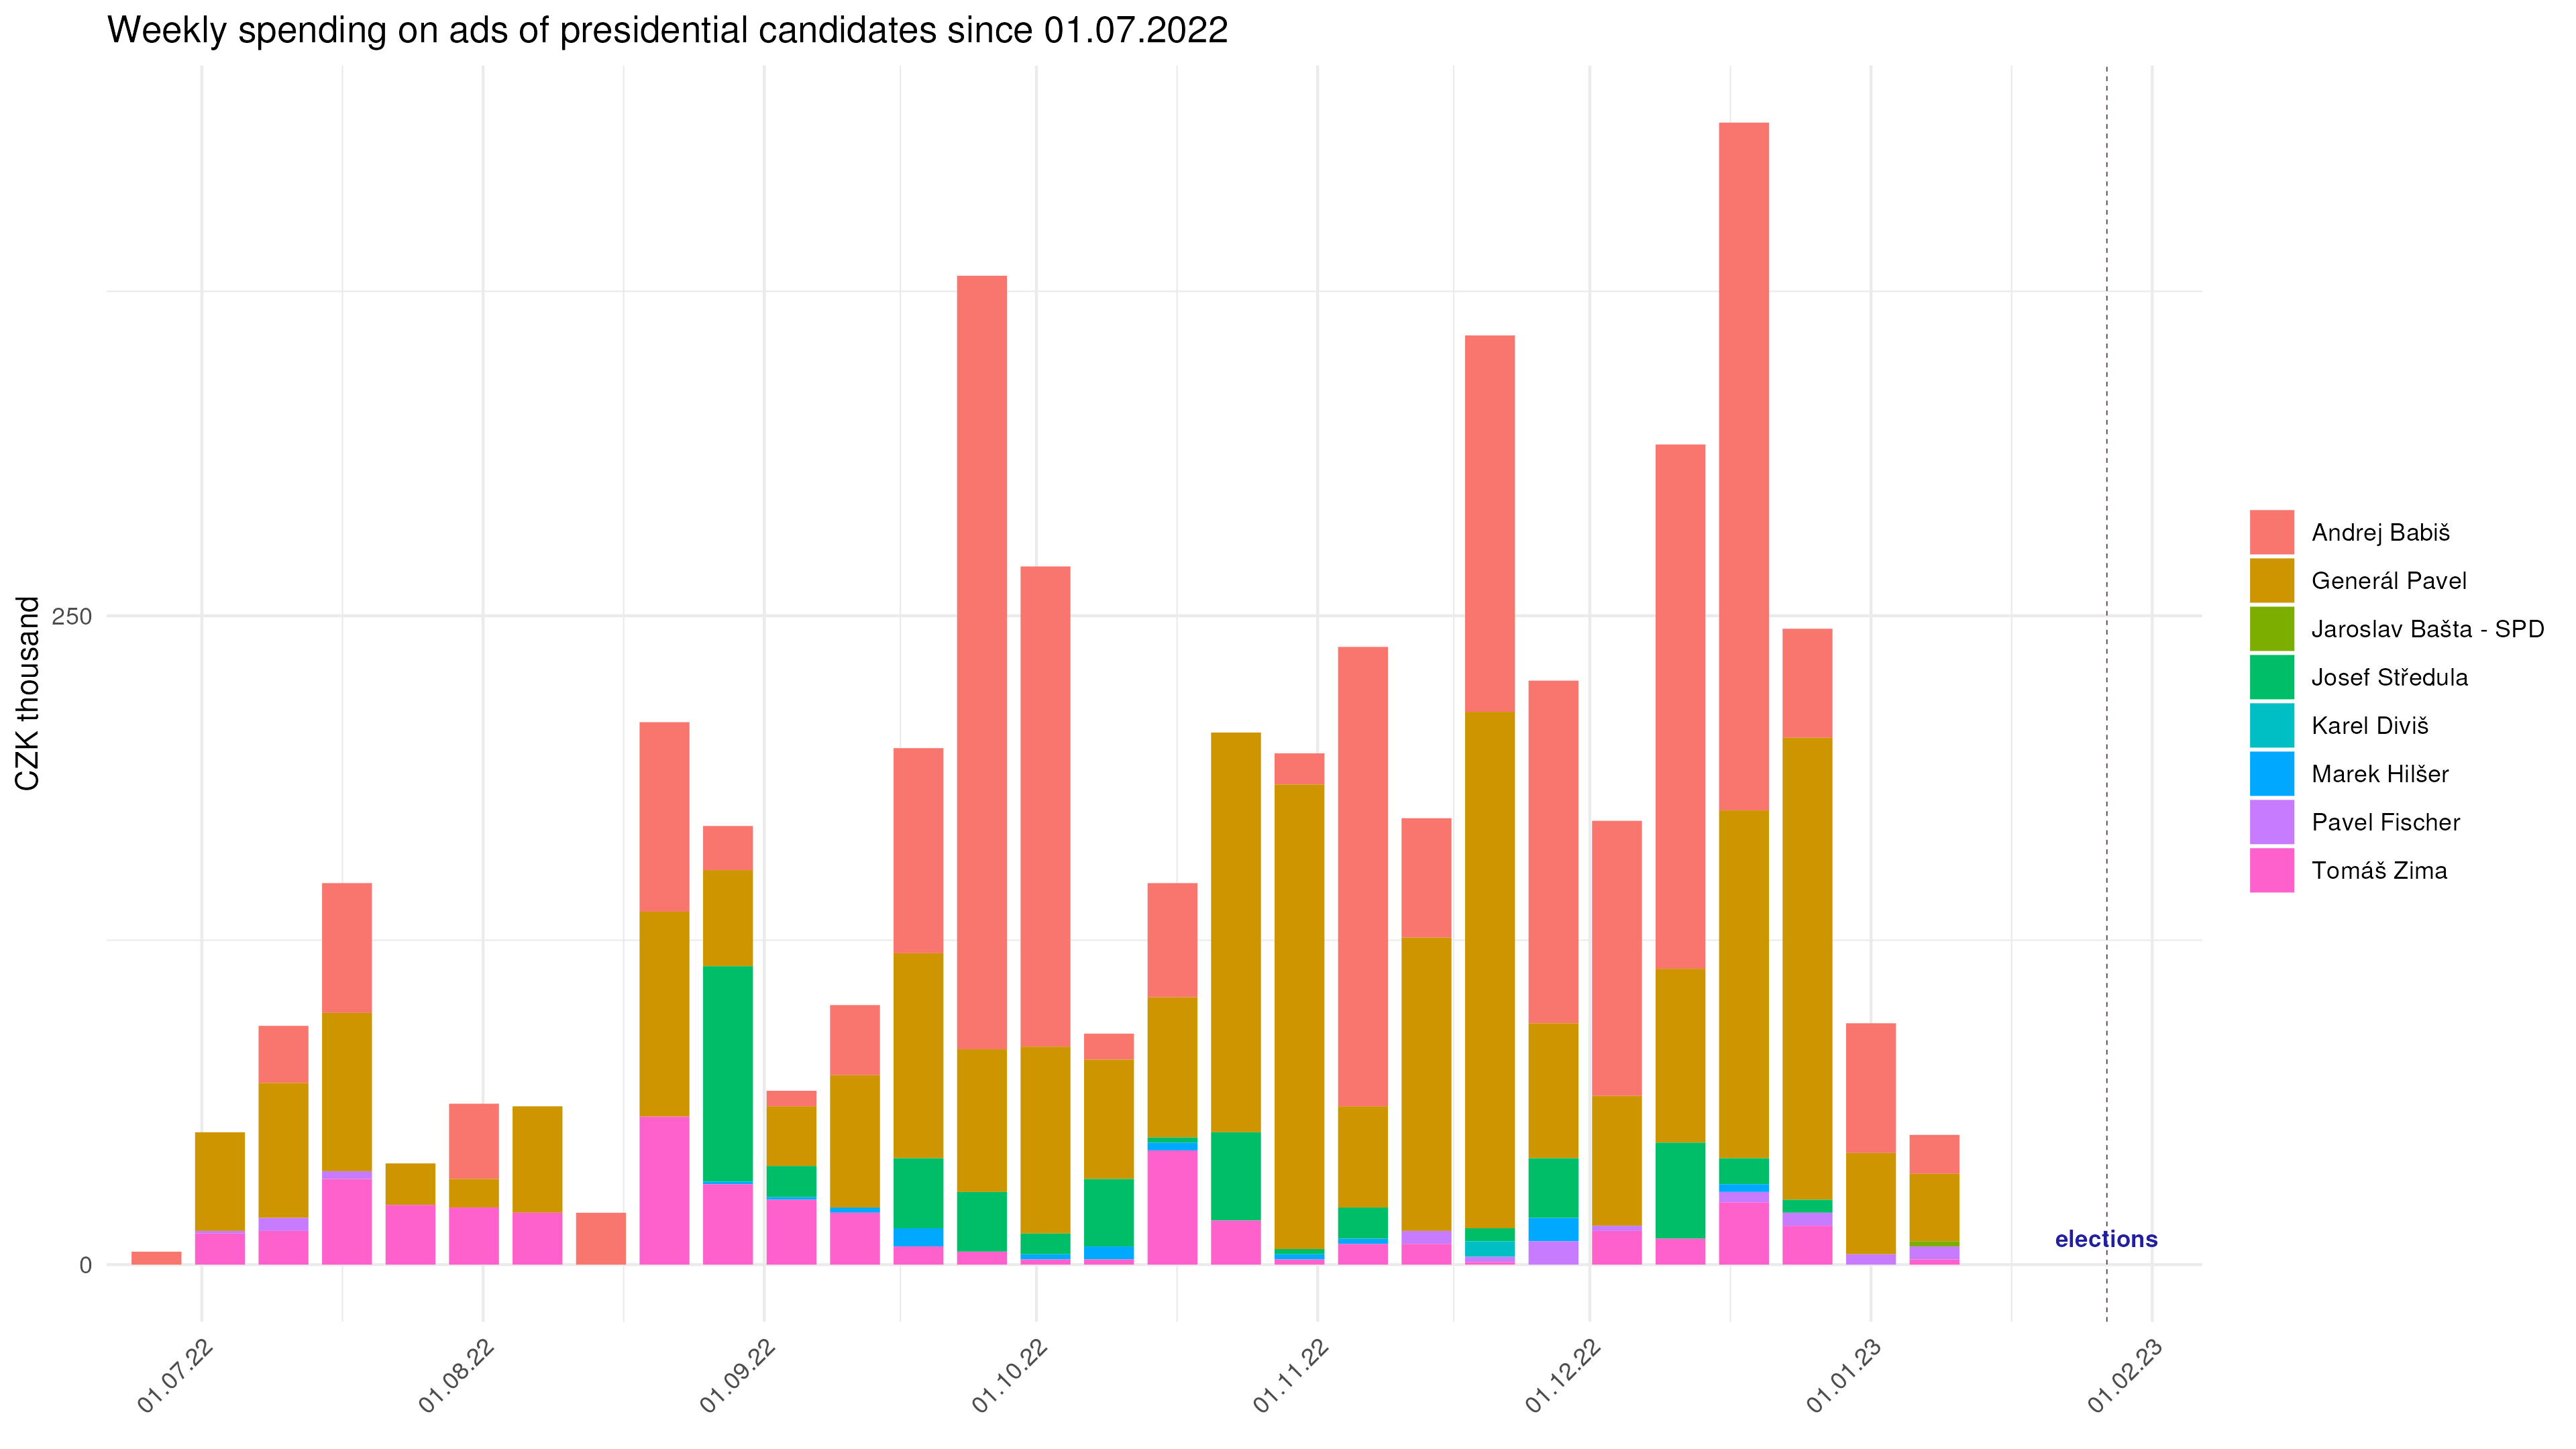 Weekly spending on ads of presidential candidates since 01.07.2022
CZK thousand
250
0
elections
01.07.22
01.08.22
01.09.22
01.10.22
01.11.22
01.12.22
01.01.23
01.02.23
Andrej Babiš
Generál Pavel
Jaroslav Bašta - SPD
Josef Středula
Karel Diviš
Marek Hilšer
Pavel Fischer
Tomáš Zima